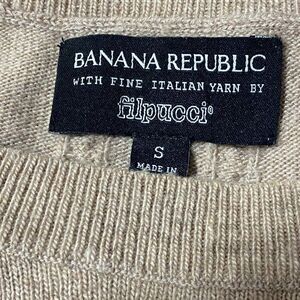 BANANA REPUBLIC
WITH FINE ITALIAN YARN BY
filpucci®
S
MADE IN